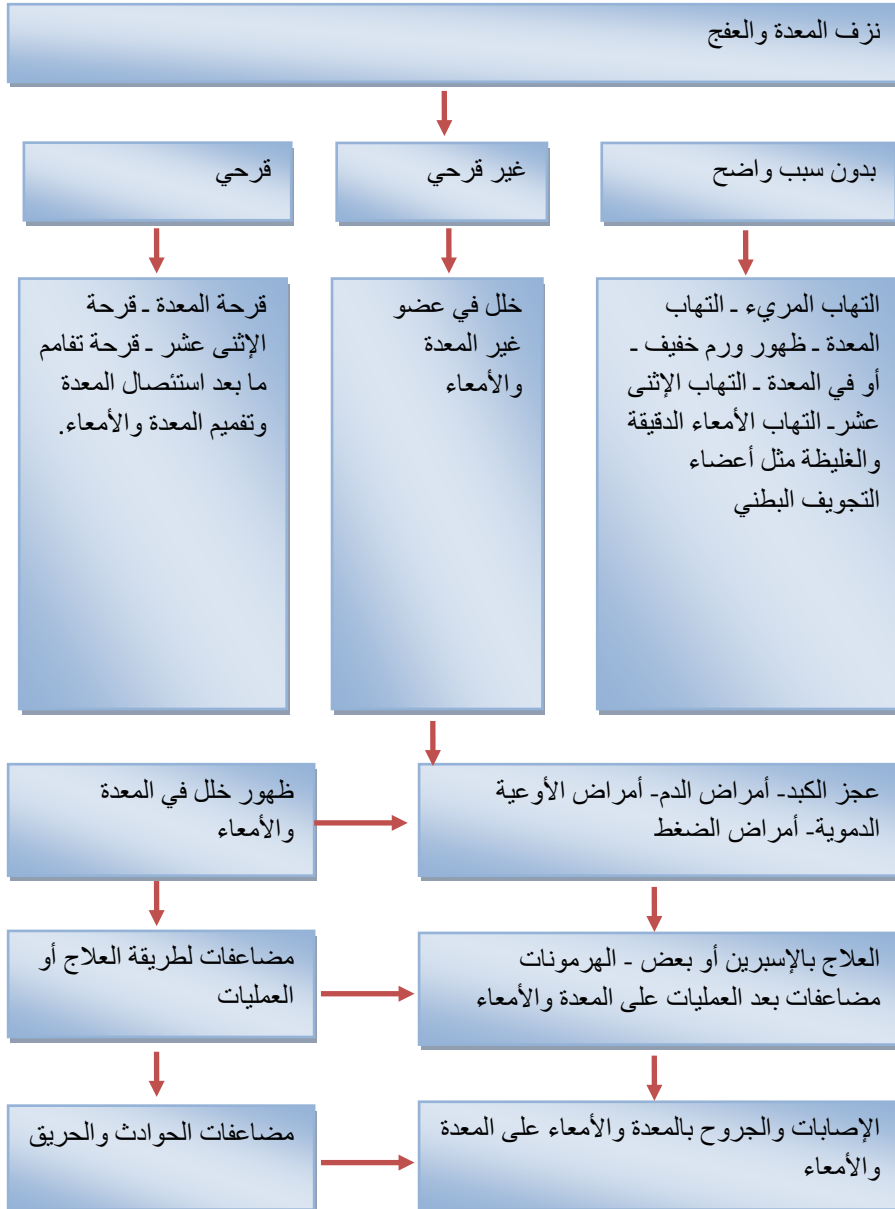 نزف المعدة والعفج
بدون سبب واضح
غير قرحي
قرحي
التهاب المريء ـ التهاب
المعدة ـ ظهور ورم خفيف ـ
أو في المعدة ـ التهاب الإثنى
عشرـ التهاب الأمعاء الدقيقة
والغليظة مثل أعضاء
التجويف البطني
خلل في عضو
غير المعدة
والأمعاء
قرحة المعدة ـ قرحة
الإثنى عشر ـ قرحة تفامم
ما بعد استئصال المعدة
وتفميم المعدة والأمعاء.
عجز الكبد- أمراض الدم- أمراض الأوعية
الدموية- أمراض الضغط
ظهور خلل في المعدة
والأمعاء
العلاج بالإسبرين أو بعض - الهرمونات
مضاعفات بعد العمليات على المعدة والأمعاء
مضاعفات لطريقة العلاج أو
العمليات
الإصابات والجروح بالمعدة والأمعاء على المعدة
والأمعاء
مضاعفات الحوادث والحريق